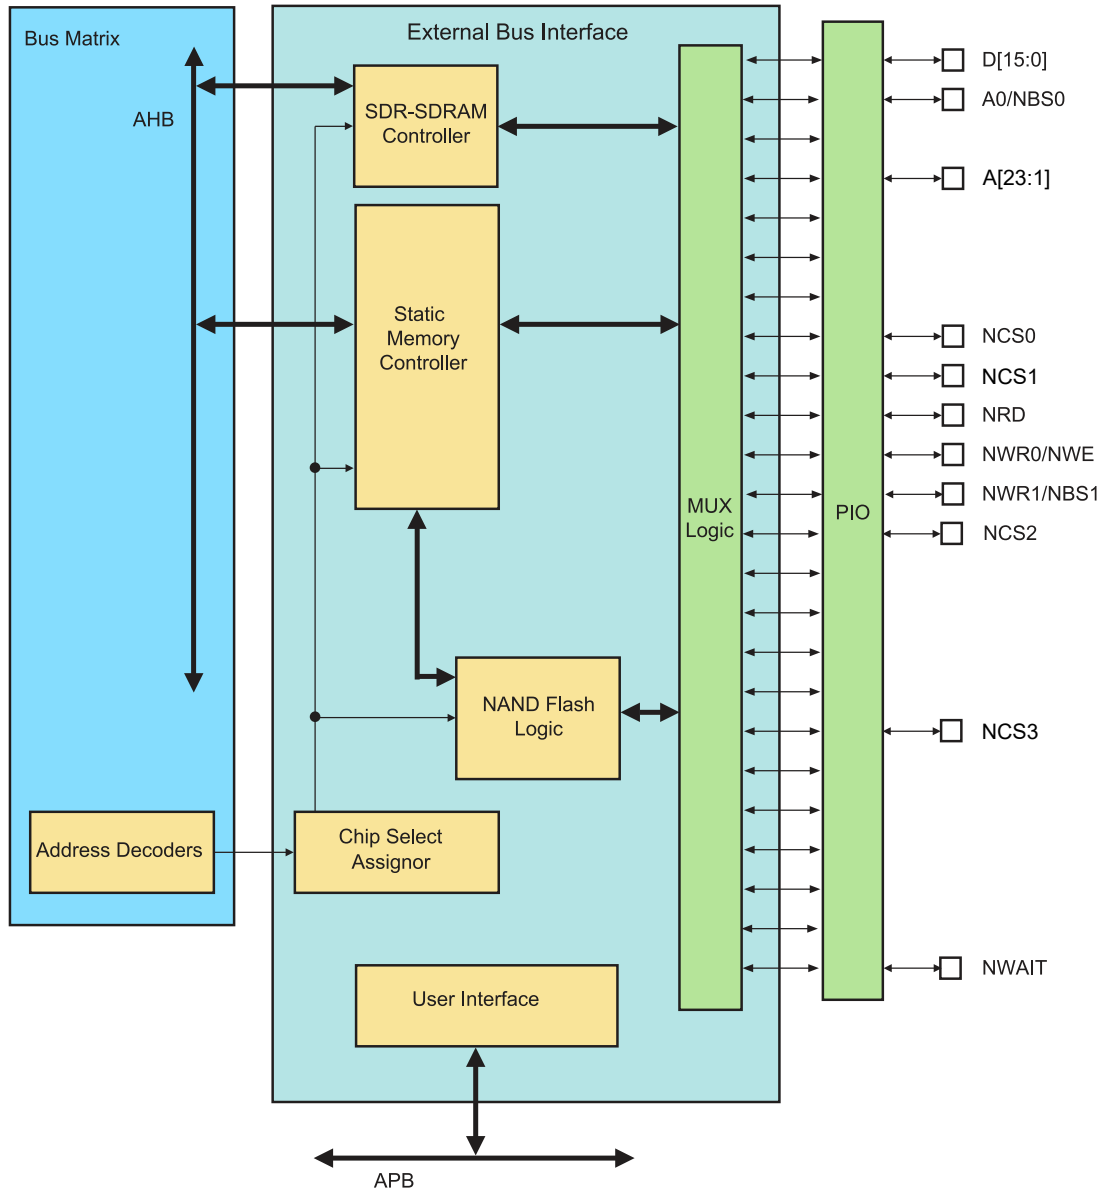 Bus Matrix
External Bus Interface
AHB
SDR-SDRAM
Controller
Static
Memory
Controller
NAND Flash
Logic
Address Decoders
Chip Select
Assignor
User Interface
APB
MUX
Logic
PIO
D[15:0]
A0/NBS0
A[23:1]
NCS0
NCS1
NRD
NWR0/NWE
NWR1/NBS1
NCS2
NCS3
NWAIT